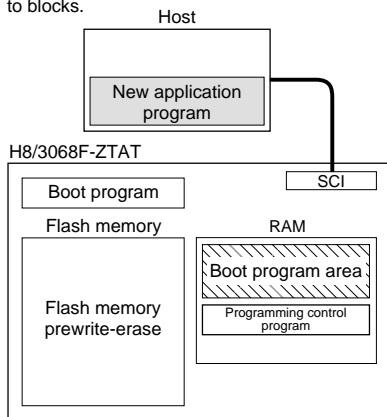 to blocks.
Host
New application
program
H8/3068F-ZTAT
SCI
Boot program
Flash memory
RAM
Boot program area
Flash memory
prewrite-erase
Programming control
program